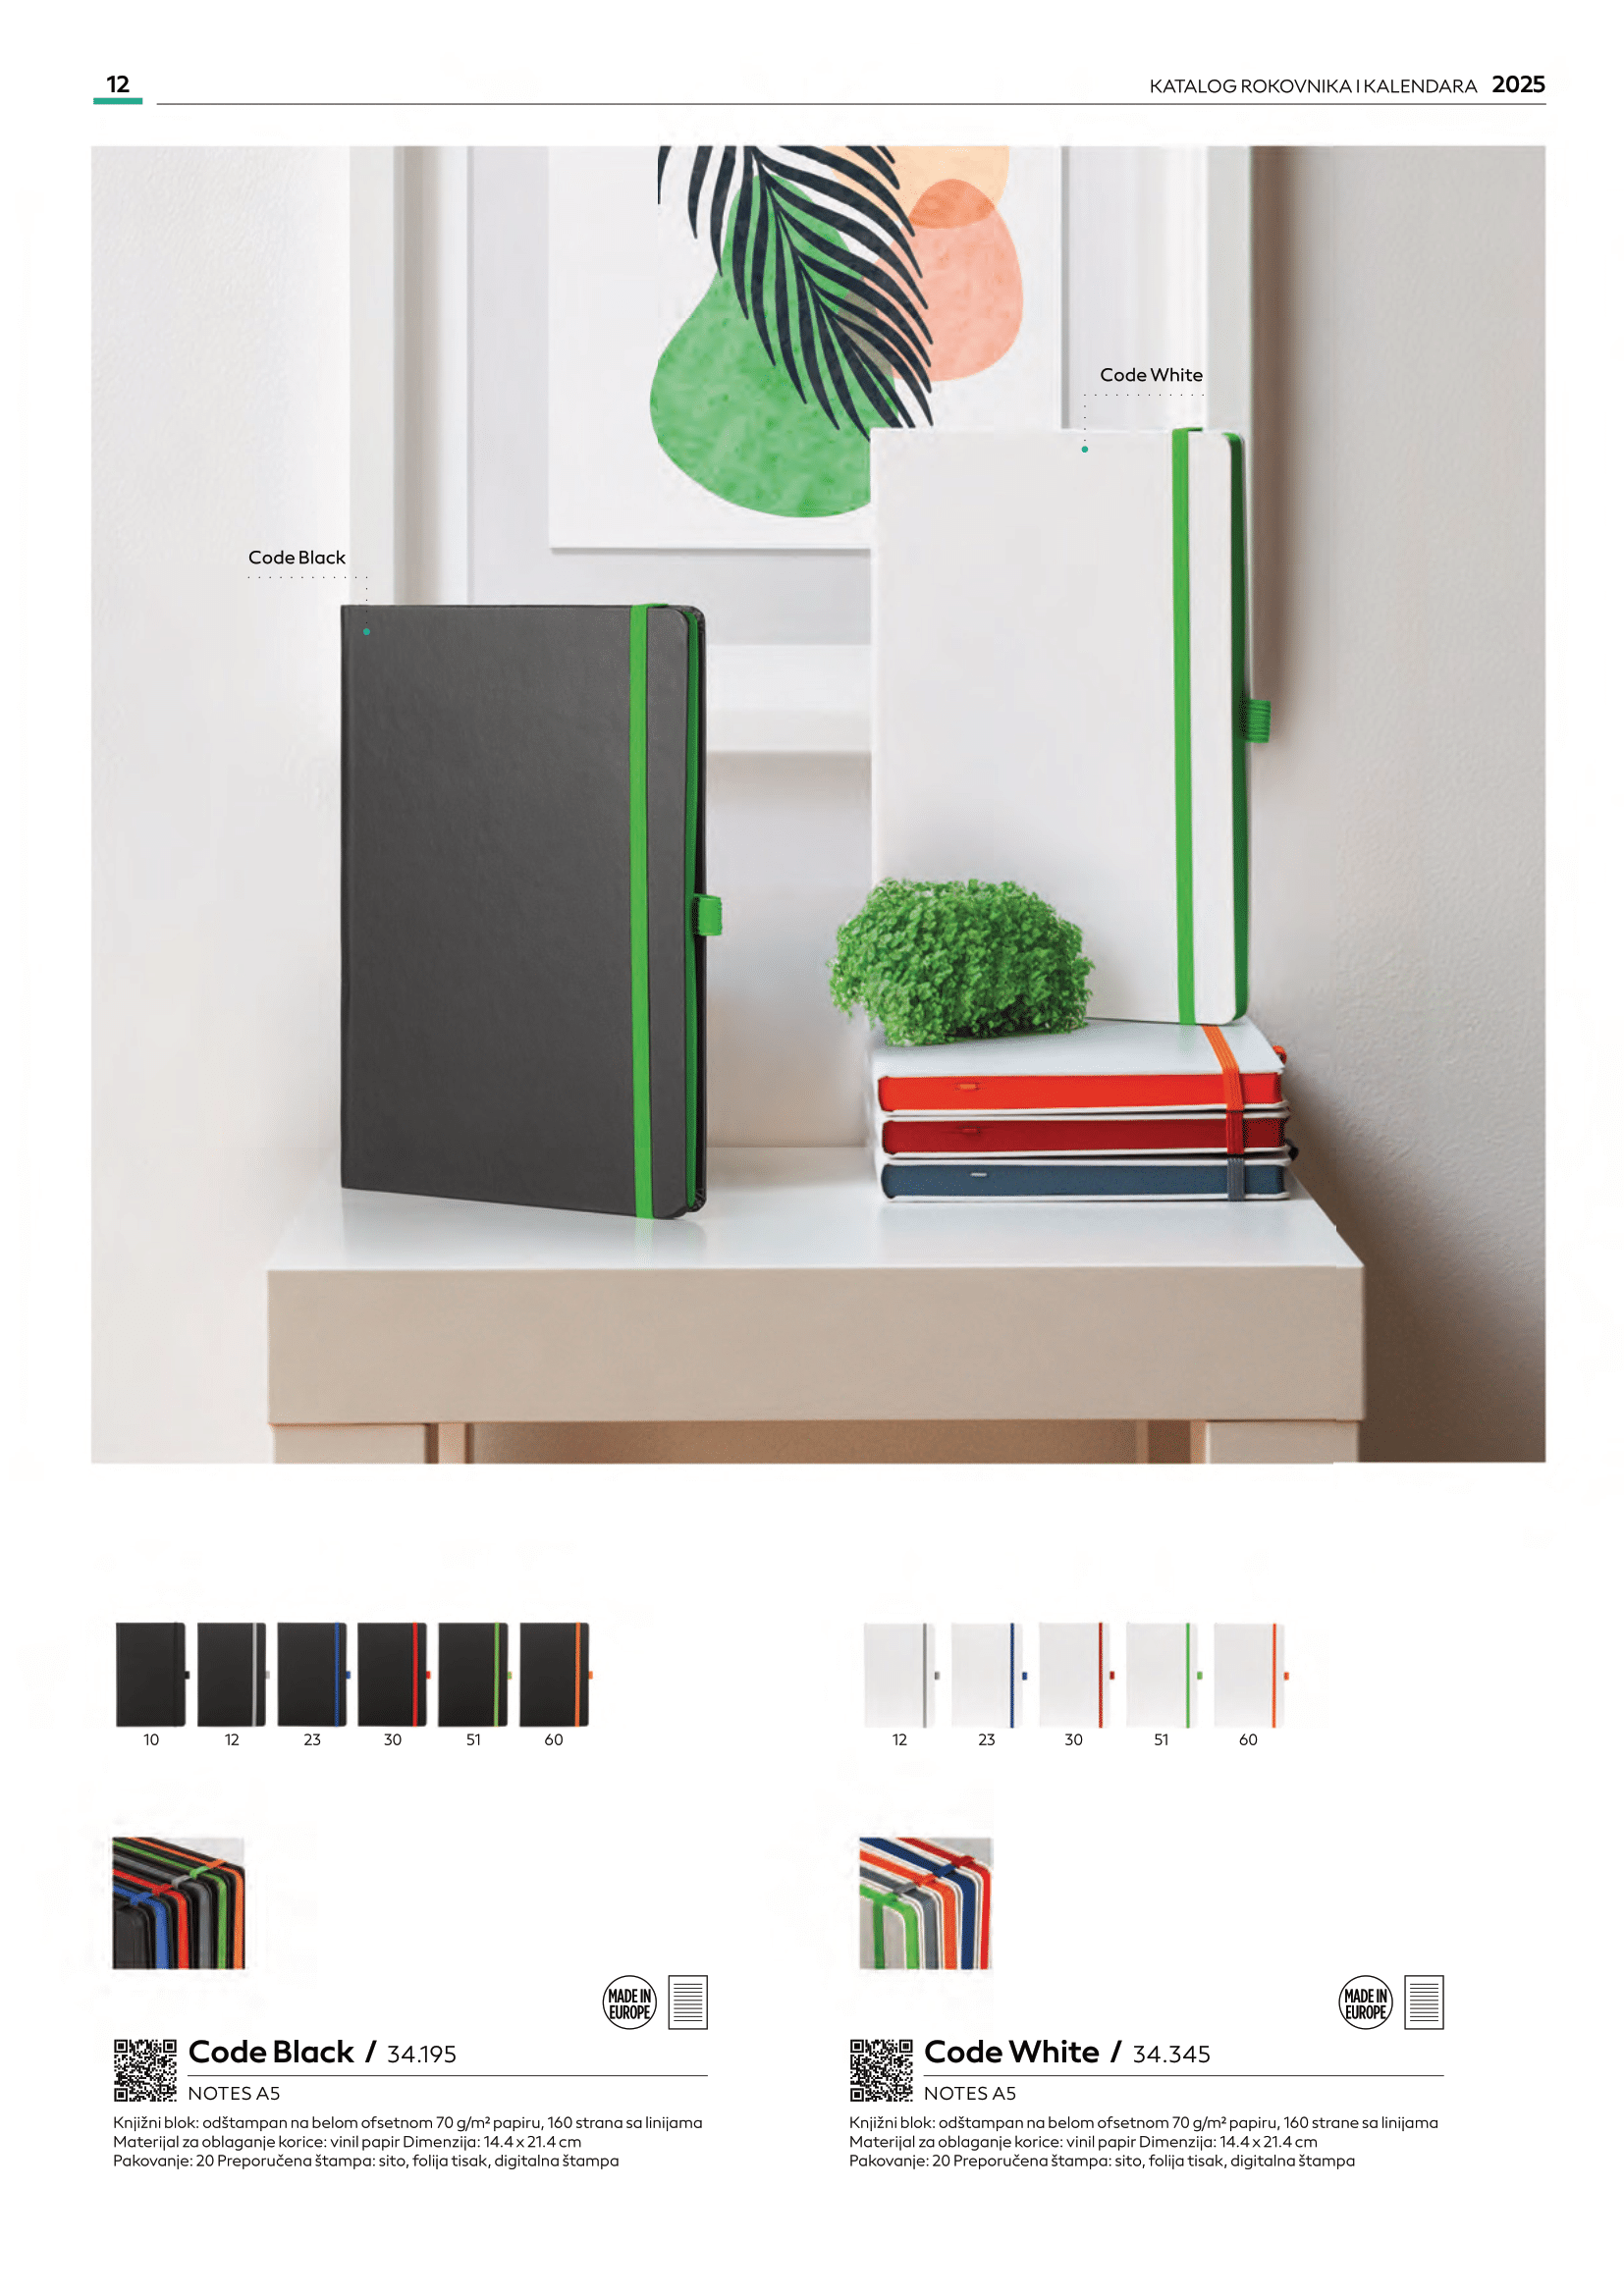 12
KATALOG ROKOVNIKA I KALENDARA 2025
Code White
Code Black
10 12 23 30 51 60
12 23 30 51 60
MADE IN
EUROPE
Code Black / 34.195
NOTES A5
Knjižni blok: odštampan na belom ofsetnom 70 g/m² papiru, 160 strana sa linijama
Materijal za oblaganje korice: vinil papir Dimenzija: 14.4 x 21.4 cm
Pakovanje: 20 Preporučena štampa: sito, folija tisak, digitalna štampa
MADE IN
EUROPE
Code White / 34.345
NOTES A5
Knjižni blok: odštampan na belom ofsetnom 70 g/m² papiru, 160 strane sa linijama
Materijal za oblaganje korice: vinil papir Dimenzija: 14.4 x 21.4 cm
Pakovanje: 20 Preporučena štampa: sito, folija tisak, digitalna štampa